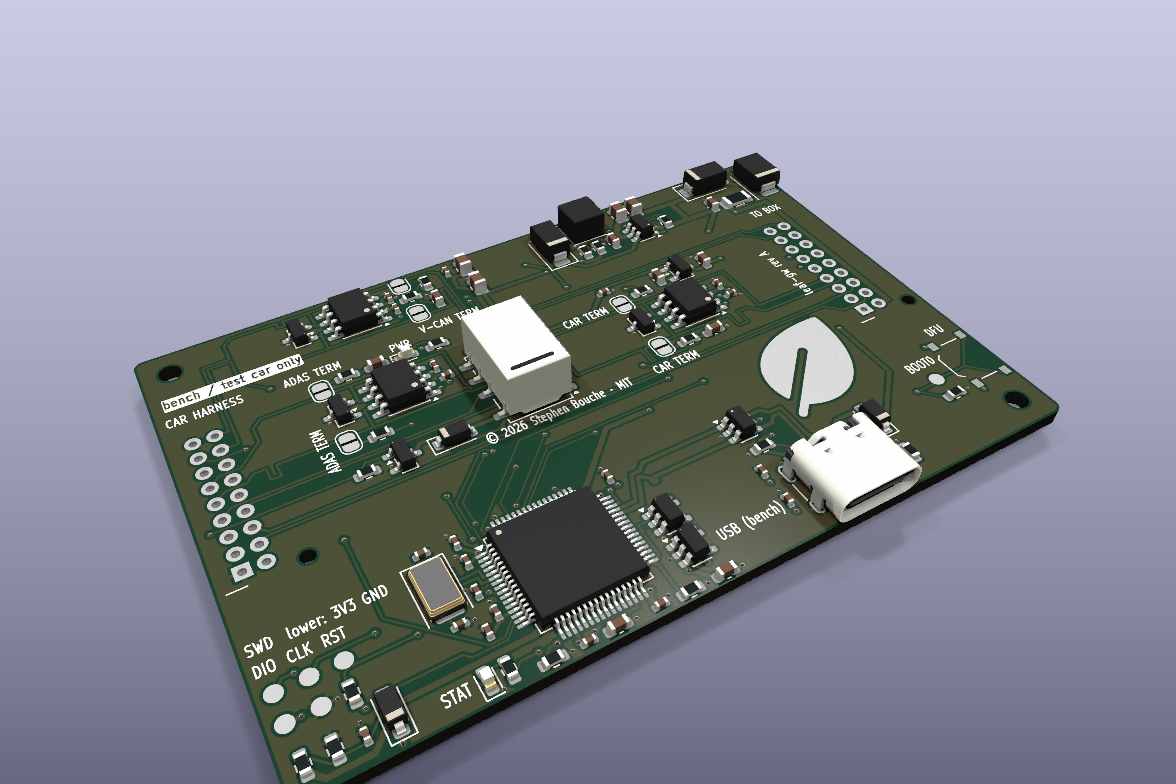 TO BOX
leaf-gw rev A
V-CAN TERM
CAR TERM
CAR TERM
DFU
BOOT0
PWR
bench / test car only
ADAS TERM
CAR HARNESS
ADAS TERM
© 2026 Stephen Bouche - MIT
USB (bench)
SWD lower: 3V3 GND
DIO CLK RST
STAT